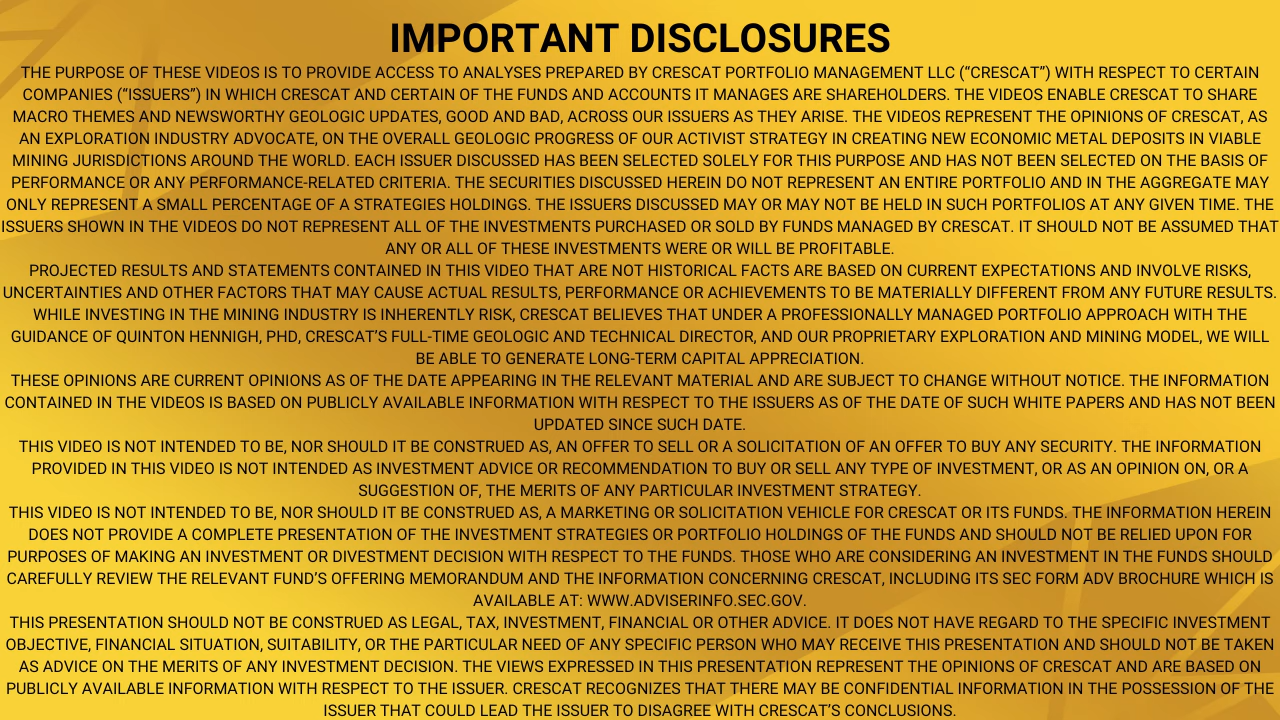 IMPORTANT DISCLOSURES
THE PURPOSE OF THESE VIDEOS IS TO PROVIDE ACCESS TO ANALYSES PREPARED BY CRESCAT PORTFOLIO MANAGEMENT LLC (“CRESCAT”) WITH RESPECT TO CERTAIN
COMPANIES (“ISSUERS”) IN WHICH CRESCAT AND CERTAIN OF THE FUNDS AND ACCOUNTS IT MANAGES ARE SHAREHOLDERS. THE VIDEOS ENABLE CRESCAT TO SHARE
MACRO THEMES AND NEWSWORTHY GEOLOGIC UPDATES, GOOD AND BAD, ACROSS OUR ISSUERS AS THEY ARISE. THE VIDEOS REPRESENT THE OPINIONS OF CRESCAT, AS
AN EXPLORATION INDUSTRY ADVOCATE, ON THE OVERALL GEOLOGIC PROGRESS OF OUR ACTIVIST STRATEGY IN CREATING NEW ECONOMIC METAL DEPOSITS IN VIABLE
MINING JURISDICTIONS AROUND THE WORLD. EACH ISSUER DISCUSSED HAS BEEN SELECTED SOLELY FOR THIS PURPOSE AND HAS NOT BEEN SELECTED ON THE BASIS OF
PERFORMANCE OR ANY PERFORMANCE-RELATED CRITERIA. THE SECURITIES DISCUSSED HEREIN DO NOT REPRESENT AN ENTIRE PORTFOLIO AND IN THE AGGREGATE MAY
ONLY REPRESENT A SMALL PERCENTAGE OF A STRATEGIES HOLDINGS. THE ISSUERS DISCUSSED MAY OR MAY NOT BE HELD IN SUCH PORTFOLIOS AT ANY GIVEN TIME. THE
ISSUERS SHOWN IN THE VIDEOS DO NOT REPRESENT ALL OF THE INVESTMENTS PURCHASED OR SOLD BY FUNDS MANAGED BY CRESCAT. IT SHOULD NOT BE ASSUMED THAT
ANY OR ALL OF THESE INVESTMENTS WERE OR WILL BE PROFITABLE.
PROJECTED RESULTS AND STATEMENTS CONTAINED IN THIS VIDEO THAT ARE NOT HISTORICAL FACTS ARE BASED ON CURRENT EXPECTATIONS AND INVOLVE RISKS,
UNCERTAINTIES AND OTHER FACTORS THAT MAY CAUSE ACTUAL RESULTS, PERFORMANCE OR ACHIEVEMENTS TO BE MATERIALLY DIFFERENT FROM ANY FUTURE RESULTS.
WHILE INVESTING IN THE MINING INDUSTRY IS INHERENTLY RISK, CRESCAT BELIEVES THAT UNDER A PROFESSIONALLY MANAGED PORTFOLIO APPROACH WITH THE
GUIDANCE OF QUINTON HENNIGH, PHD, CRESCAT’S FULL-TIME GEOLOGIC AND TECHNICAL DIRECTOR, AND OUR PROPRIETARY EXPLORATION AND MINING MODEL, WE WILL
BE ABLE TO GENERATE LONG-TERM CAPITAL APPRECIATION.
THESE OPINIONS ARE CURRENT OPINIONS AS OF THE DATE APPEARING IN THE RELEVANT MATERIAL AND ARE SUBJECT TO CHANGE WITHOUT NOTICE. THE INFORMATION
CONTAINED IN THE VIDEOS IS BASED ON PUBLICLY AVAILABLE INFORMATION WITH RESPECT TO THE ISSUERS AS OF THE DATE OF SUCH WHITE PAPERS AND HAS NOT BEEN
UPDATED SINCE SUCH DATE.
THIS VIDEO IS NOT INTENDED TO BE, NOR SHOULD IT BE CONSTRUED AS, AN OFFER TO SELL OR A SOLICITATION OF AN OFFER TO BUY ANY SECURITY. THE INFORMATION
PROVIDED IN THIS VIDEO IS NOT INTENDED AS INVESTMENT ADVICE OR RECOMMENDATION TO BUY OR SELL ANY TYPE OF INVESTMENT, OR AS AN OPINION ON, OR A
SUGGESTION OF, THE MERITS OF ANY PARTICULAR INVESTMENT STRATEGY.
THIS VIDEO IS NOT INTENDED TO BE, NOR SHOULD IT BE CONSTRUED AS, A MARKETING OR SOLICITATION VEHICLE FOR CRESCAT OR ITS FUNDS. THE INFORMATION HEREIN
DOES NOT PROVIDE A COMPLETE PRESENTATION OF THE INVESTMENT STRATEGIES OR PORTFOLIO HOLDINGS OF THE FUNDS AND SHOULD NOT BE RELIED UPON FOR
PURPOSES OF MAKING AN INVESTMENT OR DIVESTMENT DECISION WITH RESPECT TO THE FUNDS. THOSE WHO ARE CONSIDERING AN INVESTMENT IN THE FUNDS SHOULD
CAREFULLY REVIEW THE RELEVANT FUND’S OFFERING MEMORANDUM AND THE INFORMATION CONCERNING CRESCAT, INCLUDING ITS SEC FORM ADV BROCHURE WHICH IS
AVAILABLE AT: WWW.ADVISERINFO.SEC.GOV.
THIS PRESENTATION SHOULD NOT BE CONSTRUED AS LEGAL, TAX, INVESTMENT, FINANCIAL OR OTHER ADVICE. IT DOES NOT HAVE REGARD TO THE SPECIFIC INVESTMENT
OBJECTIVE, FINANCIAL SITUATION, SUITABILITY, OR THE PARTICULAR NEED OF ANY SPECIFIC PERSON WHO MAY RECEIVE THIS PRESENTATION AND SHOULD NOT BE TAKEN
AS ADVICE ON THE MERITS OF ANY INVESTMENT DECISION. THE VIEWS EXPRESSED IN THIS PRESENTATION REPRESENT THE OPINIONS OF CRESCAT AND ARE BASED ON
PUBLICLY AVAILABLE INFORMATION WITH RESPECT TO THE ISSUER. CRESCAT RECOGNIZES THAT THERE MAY BE CONFIDENTIAL INFORMATION IN THE POSSESSION OF THE
ISSUER THAT COULD LEAD THE ISSUER TO DISAGREE WITH CRESCAT’S CONCLUSIONS.